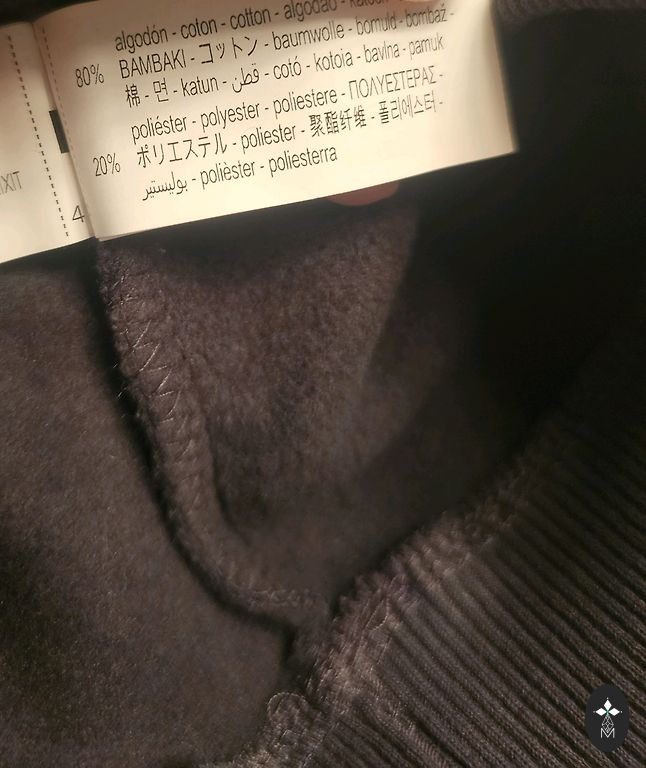 algodón - coton - cotton - algodão -
80% BAMBAKI - コットン - baumwolle - bomuld - bombaž -
棉 - 면 - katun - قطن - cotó - kotoia - bavlna - pamuk
poliéster - polyester - poliestere - ΠΟΛΥΕΣΤΕΡΑΣ -
20% ポリエステル - poliester - 聚酯纤维 - 폴리에스터 -
بوليستير - polièster - poliesterra
IXIT
4
M